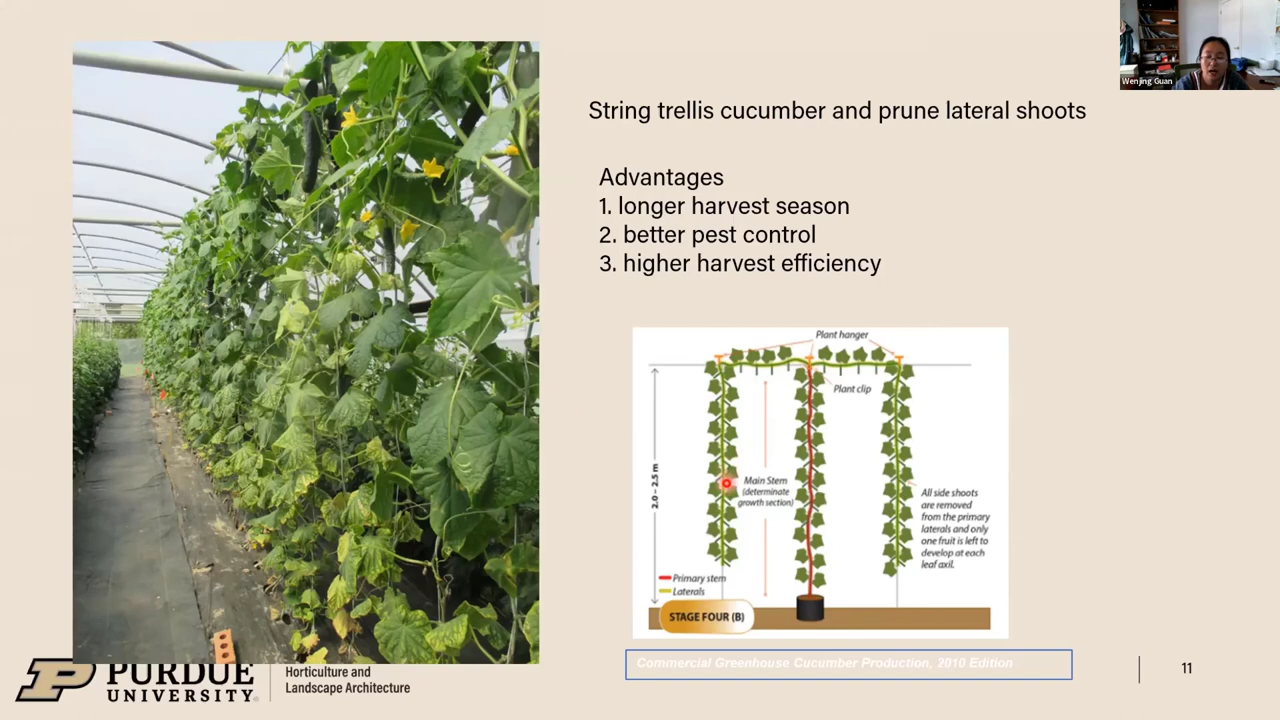 Wenjing Guan
String trellis cucumber and prune lateral shoots
Advantages
1. longer harvest season
2. better pest control
3. higher harvest efficiency
Plant hanger
Plant clip
2.0 – 2.5 m
Main Stem
(determinate
growth section)
All side shoots
are removed
from the primary
laterals and only
one fruit is left to
develop at each
leaf axil.
Primary stem
Laterals
STAGE FOUR (B)
Commercial Greenhouse Cucumber Production, 2010 Edition
P
PURDUE
UNIVERSITY®
Horticulture and
Landscape Architecture
11